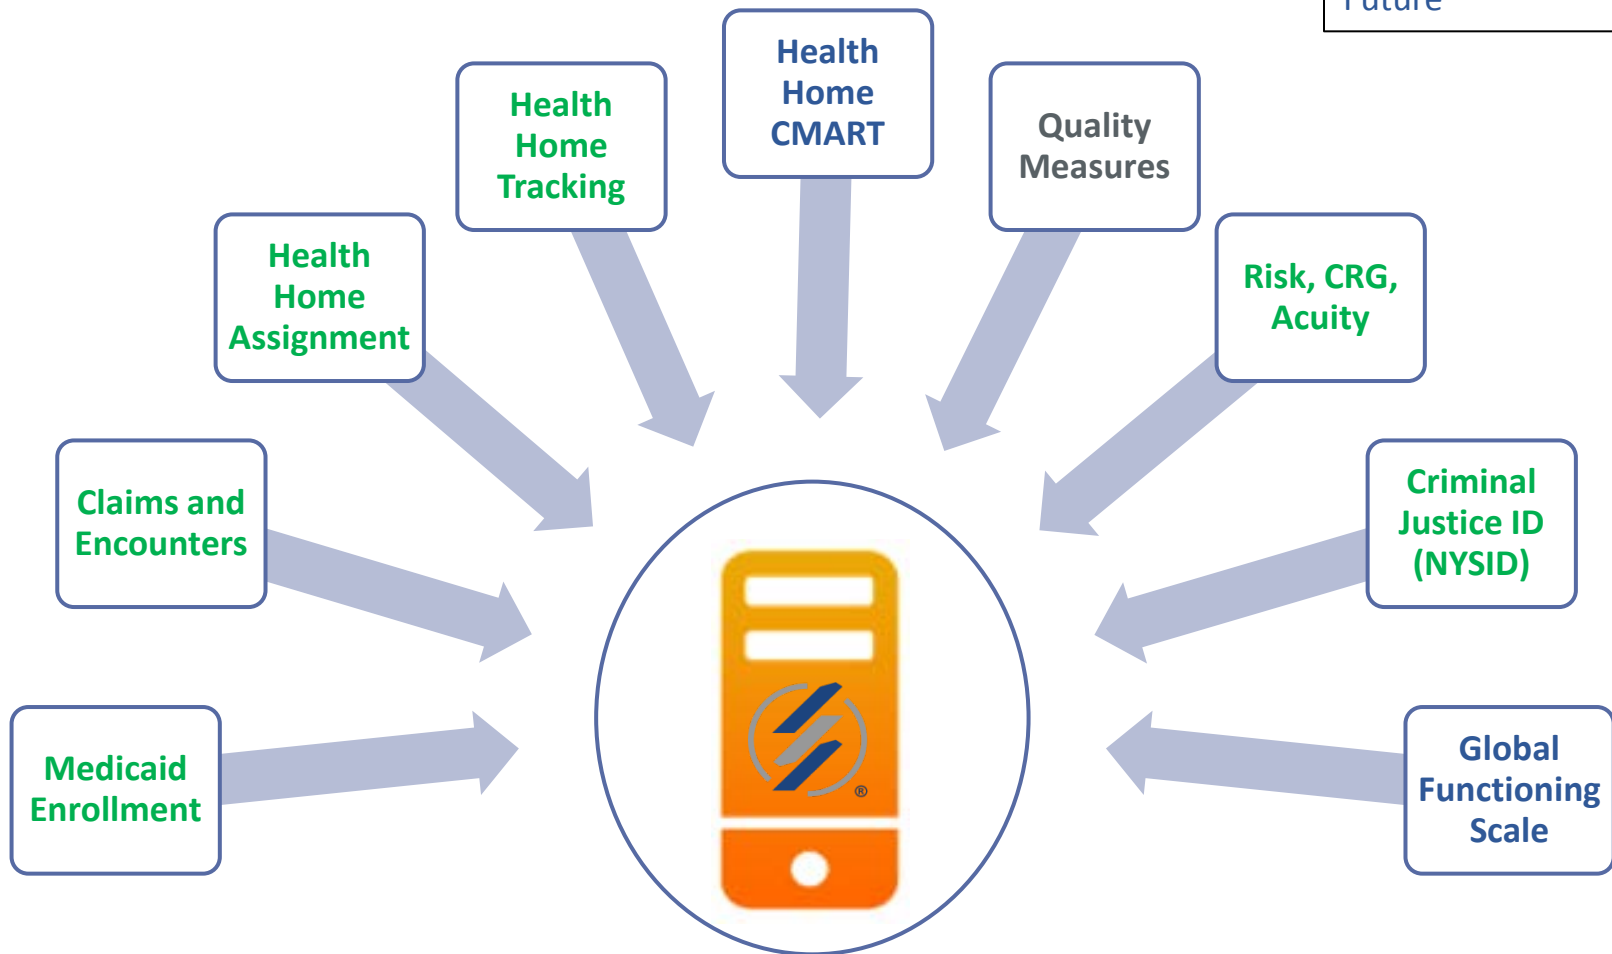 Future
Health
Home
CMART
Health
Home
Tracking
Quality
Measures
Health
Home
Assignment
Risk, CRG,
Acuity
Claims and
Encounters
Criminal
Justice ID
(NYSID)
Medicaid
Enrollment
Global
Functioning
Scale
®